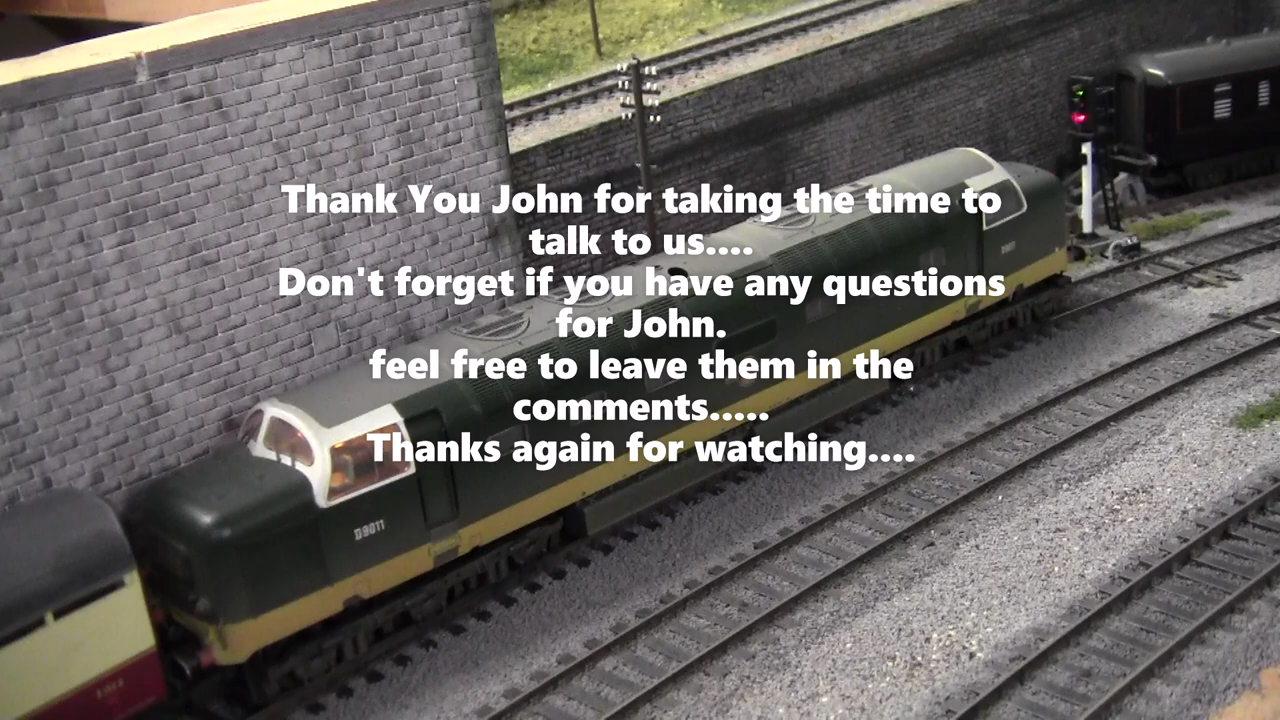 Thank You John for taking the time to
talk to us....
Don't forget if you have any questions
for John.
feel free to leave them in the
comments.....
Thanks again for watching....
D9011